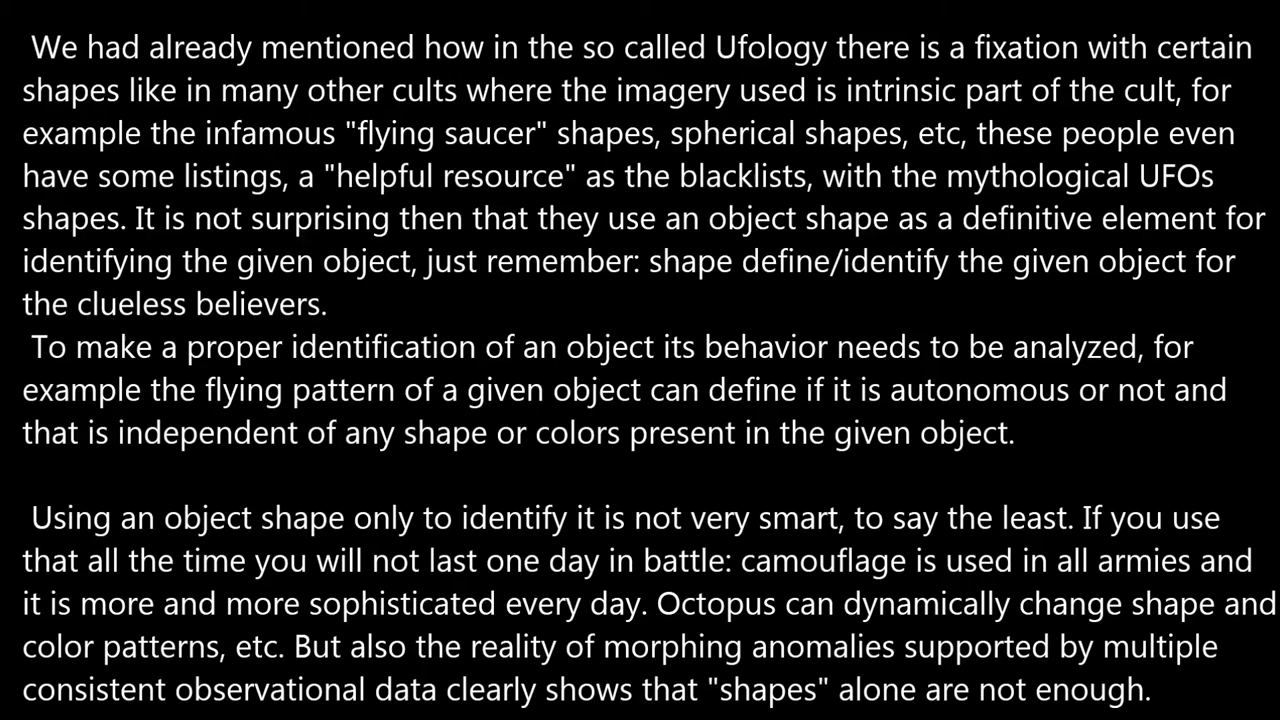 We had already mentioned how in the so called Ufology there is a fixation with certain
shapes like in many other cults where the imagery used is intrinsic part of the cult, for
example the infamous "flying saucer" shapes, spherical shapes, etc, these people even
have some listings, a "helpful resource" as the blacklists, with the mythological UFOs
shapes. It is not surprising then that they use an object shape as a definitive element for
identifying the given object, just remember: shape define/identify the given object for
the clueless believers.
To make a proper identification of an object its behavior needs to be analyzed, for
example the flying pattern of a given object can define if it is autonomous or not and
that is independent of any shape or colors present in the given object.
Using an object shape only to identify it is not very smart, to say the least. If you use
that all the time you will not last one day in battle: camouflage is used in all armies and
it is more and more sophisticated every day. Octopus can dynamically change shape and
color patterns, etc. But also the reality of morphing anomalies supported by multiple
consistent observational data clearly shows that "shapes" alone are not enough.